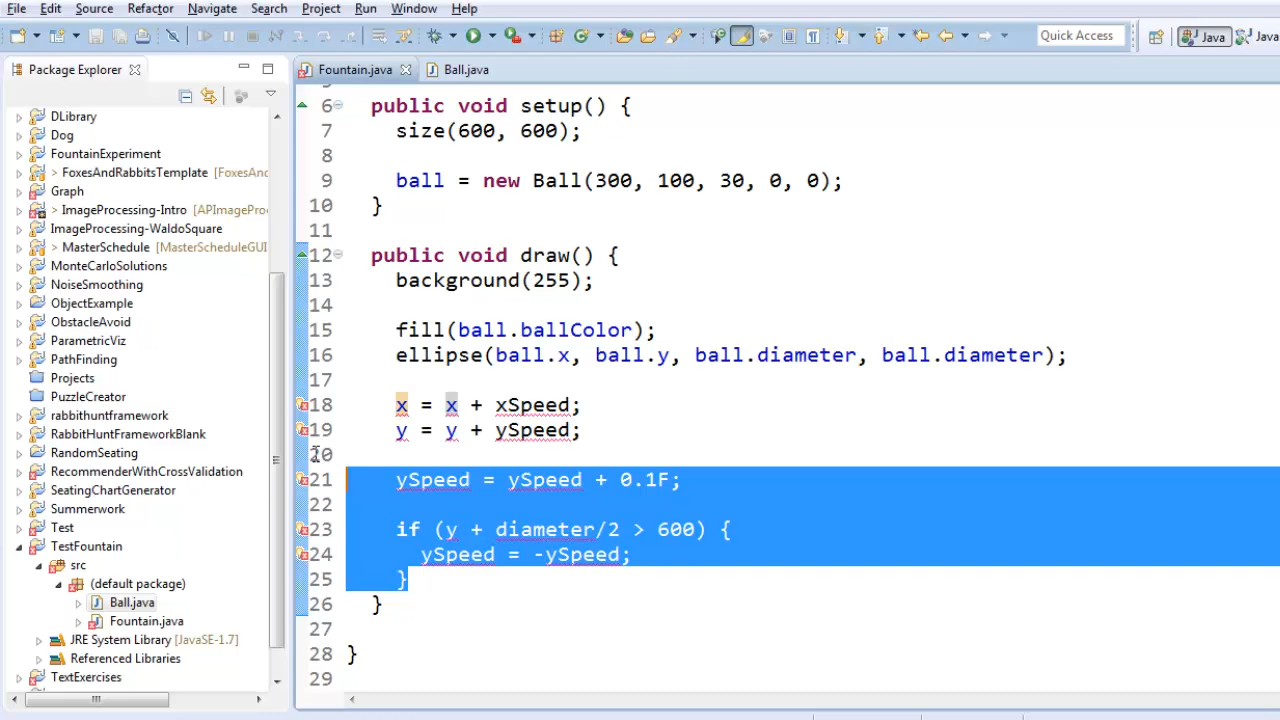 File Edit Source Refactor Navigate Search Project Run Window Help
Quick Access Java Java
Package Explorer Fountain.java Ball.java
DLibrary
Dog
FountainExperiment
> FoxesAndRabbitsTemplate [FoxesAnd
Graph
> ImageProcessing-Intro [APImagePro
ImageProcessing-WaldoSquare
> MasterSchedule [MasterScheduleGUI
MonteCarloSolutions
NoiseSmoothing
ObjectExample
ObstacleAvoid
ParametricViz
PathFinding
Projects
PuzzleCreator
rabbithuntframework
RabbitHuntFrameworkBlank
RandomSearching
RecommenderWithCrossValidation
SeatingChartGenerator
Summerwork
Test
TestFountain
src
(default package)
Ball.java
Fountain.java
JRE System Library [JavaSE-1.7]
Referenced Libraries
TextExercises
6 public void setup() {
7 size(600, 600);
8
9 ball = new Ball(300, 100, 30, 0, 0);
10 }
11
12 public void draw() {
13 background(255);
14
15 fill(ball.ballColor);
16 ellipse(ball.x, ball.y, ball.diameter, ball.diameter);
17
18 x = x + xSpeed;
19 y = y + ySpeed;
20
21 ySpeed = ySpeed + 0.1F;
22
23 if (y + diameter/2 > 600) {
24 ySpeed = -ySpeed;
25 }
26 }
27
28 }
29